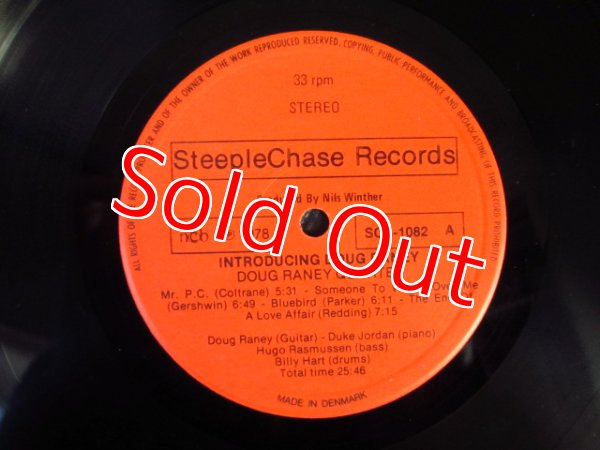 ALL RIGHTS OF THE RECORD PRODUCER AND OF THE OWNER OF THE WORK REPRODUCED RESERVED. COPYING, PUBLIC PERFORMANCE AND BROADCASTING OF THIS RECORD PROHIBITED
33 rpm
STEREO
SteepleChase Records
By Nils Winther
ncb
78
1082 A
INTRODUCING DOUG RANEY
DOUG RANEY
Mr. P.C. (Coltrane) 5:31 - Someone To Over Me
(Gershwin) 6:49 - Bluebird (Parker) 6:11 - The End Of
A Love Affair (Redding) 7:15
Doug Raney (Guitar) - Duke Jordan (piano)
Hugo Rasmussen (bass)
Billy Hart (drums)
Total time 25:46
MADE IN DENMARK
Sold Out